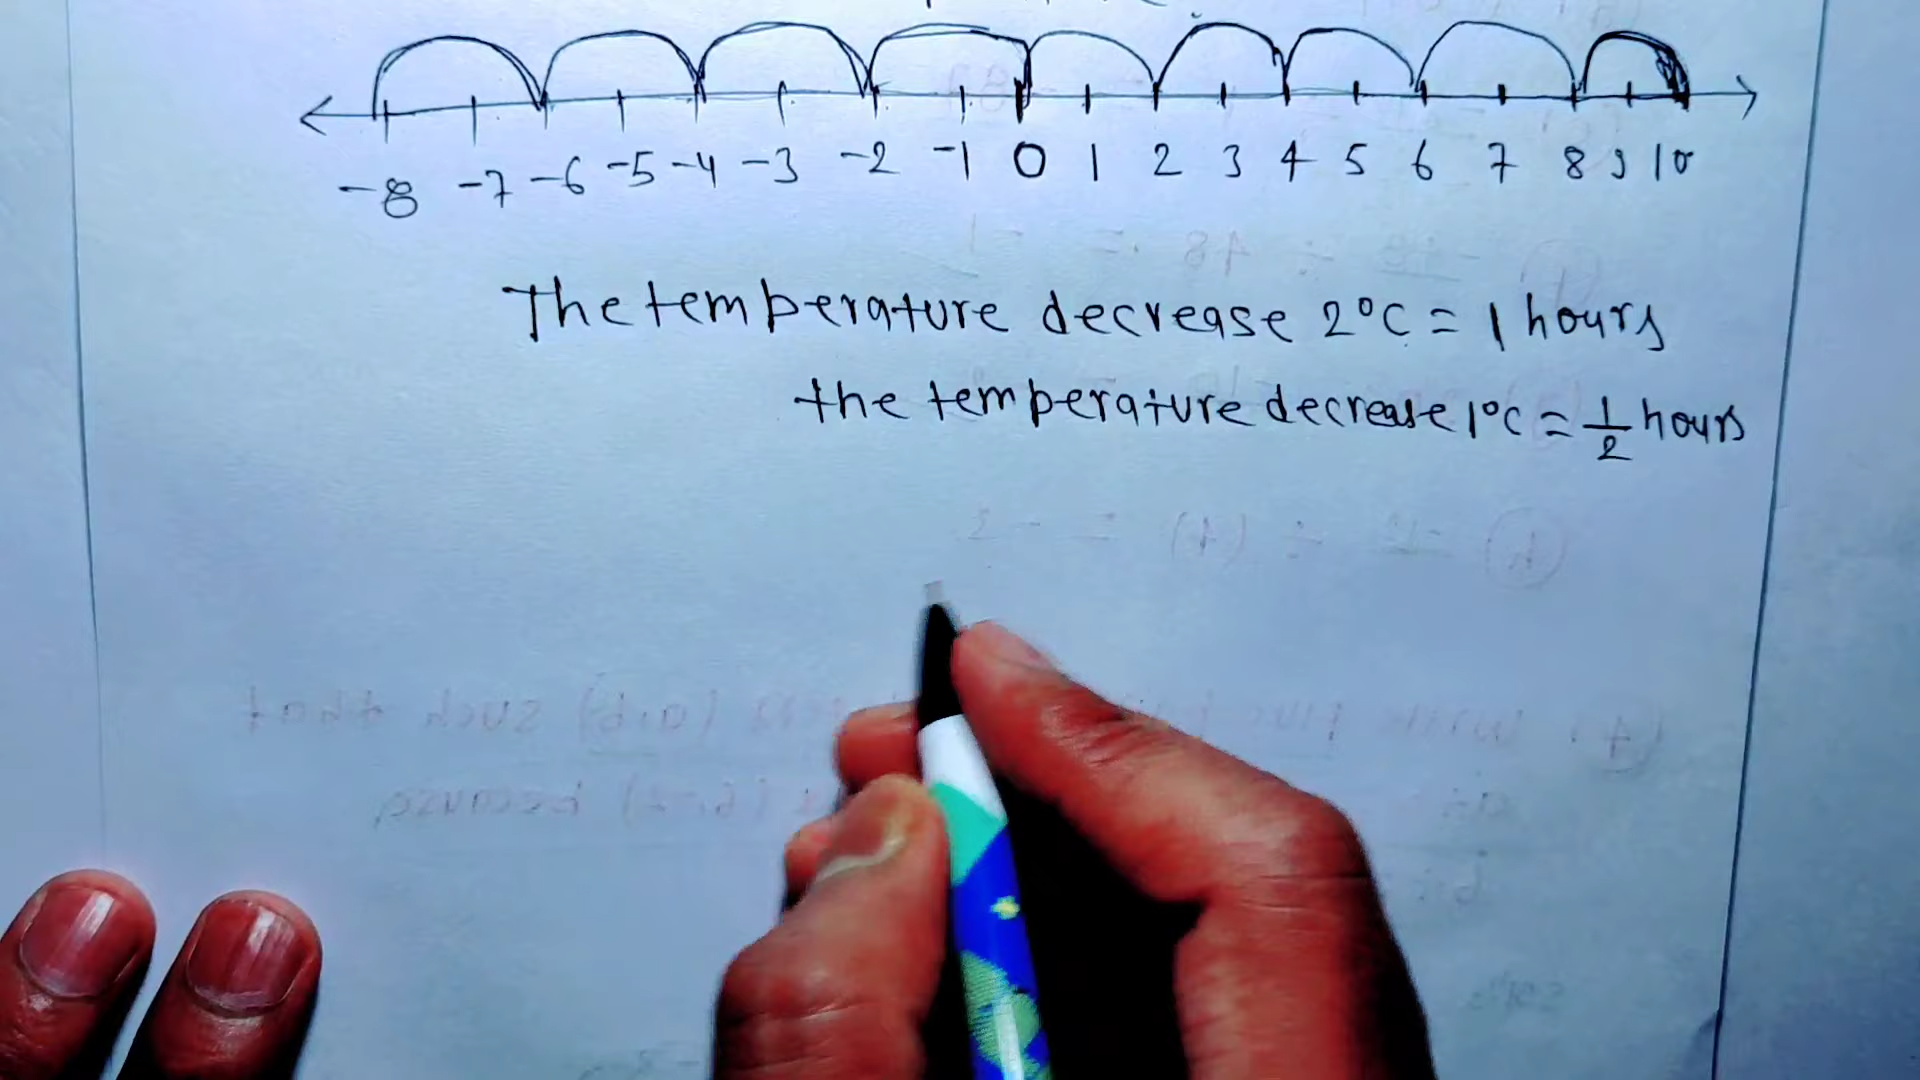 -8 -7 -6 -5 -4 -3 -2 -1 0 1 2 3 4 5 6 7 8 9 10
The temperature decrease 2°C = 1 hours
the temperature decrease 1°C = 1/2 hours